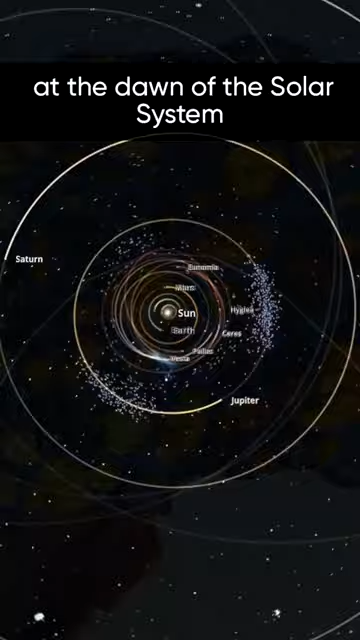 at the dawn of the Solar
System
Saturn
Eunomia
Mars
Sun
Hygiea
Earth
Ceres
Pallas
Vesta
Jupiter